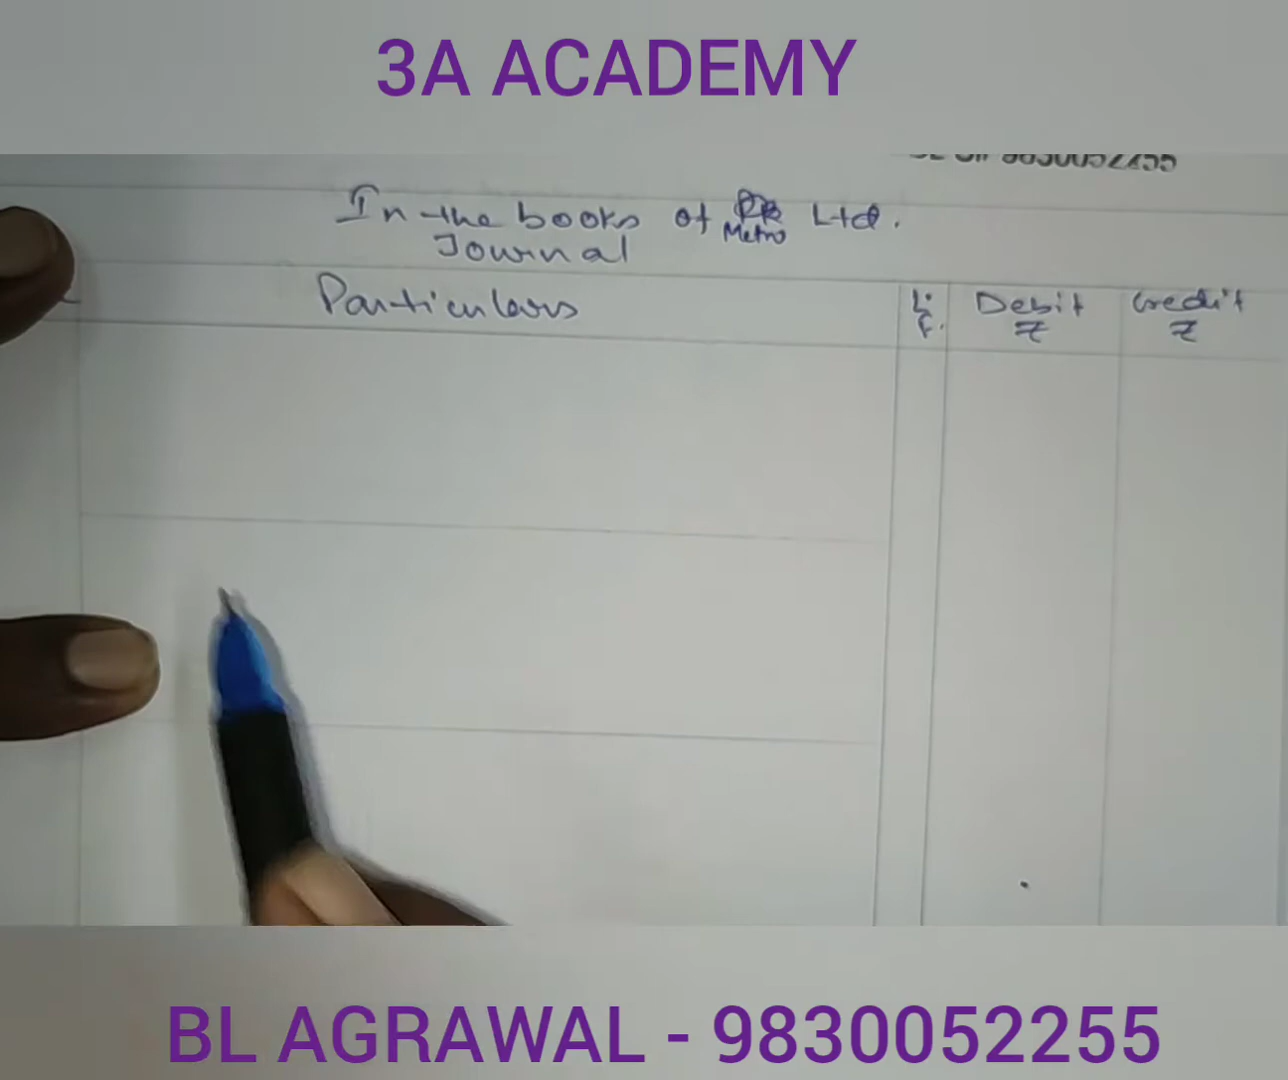 3A ACADEMY
In the books of Ltd.
Metro
Journal
Particulars L. F. Debit ₹ Credit ₹
BL AGRAWAL - 9830052255